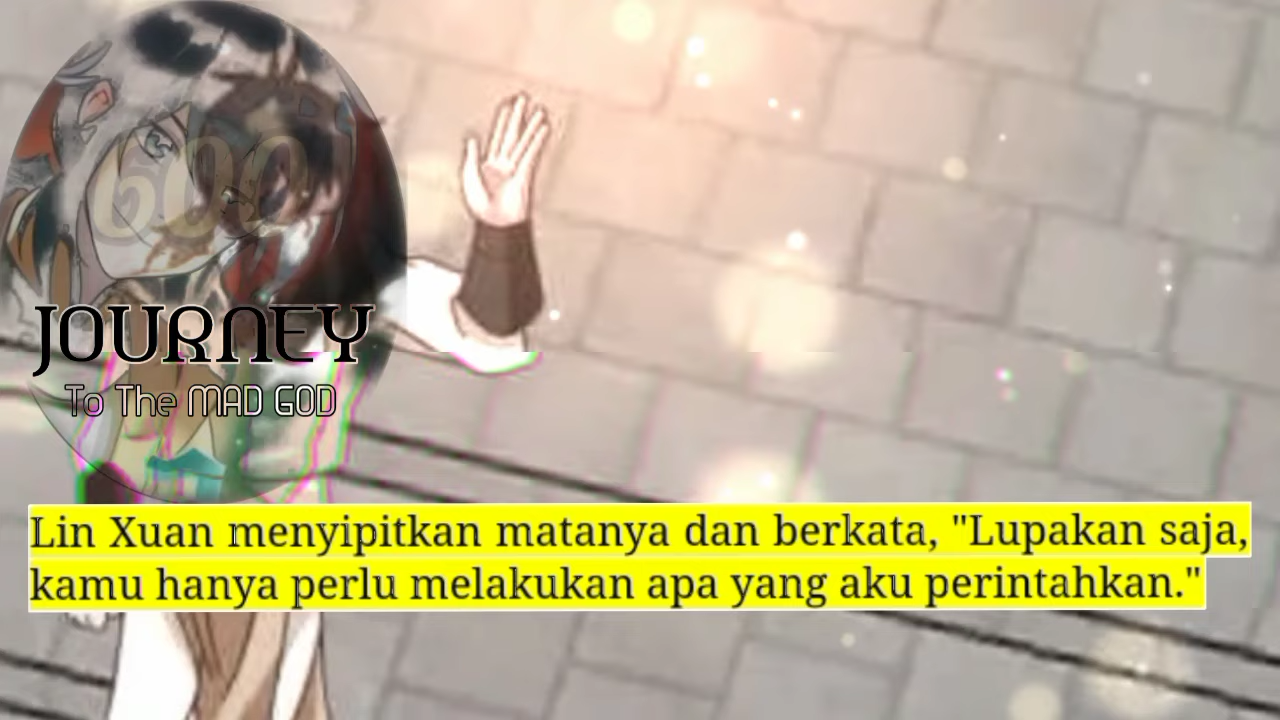 600
JOURNEY
To The MAD GOD
Lin Xuan menyipitkan matanya dan berkata, "Lupakan saja,
kamu hanya perlu melakukan apa yang aku perintahkan."